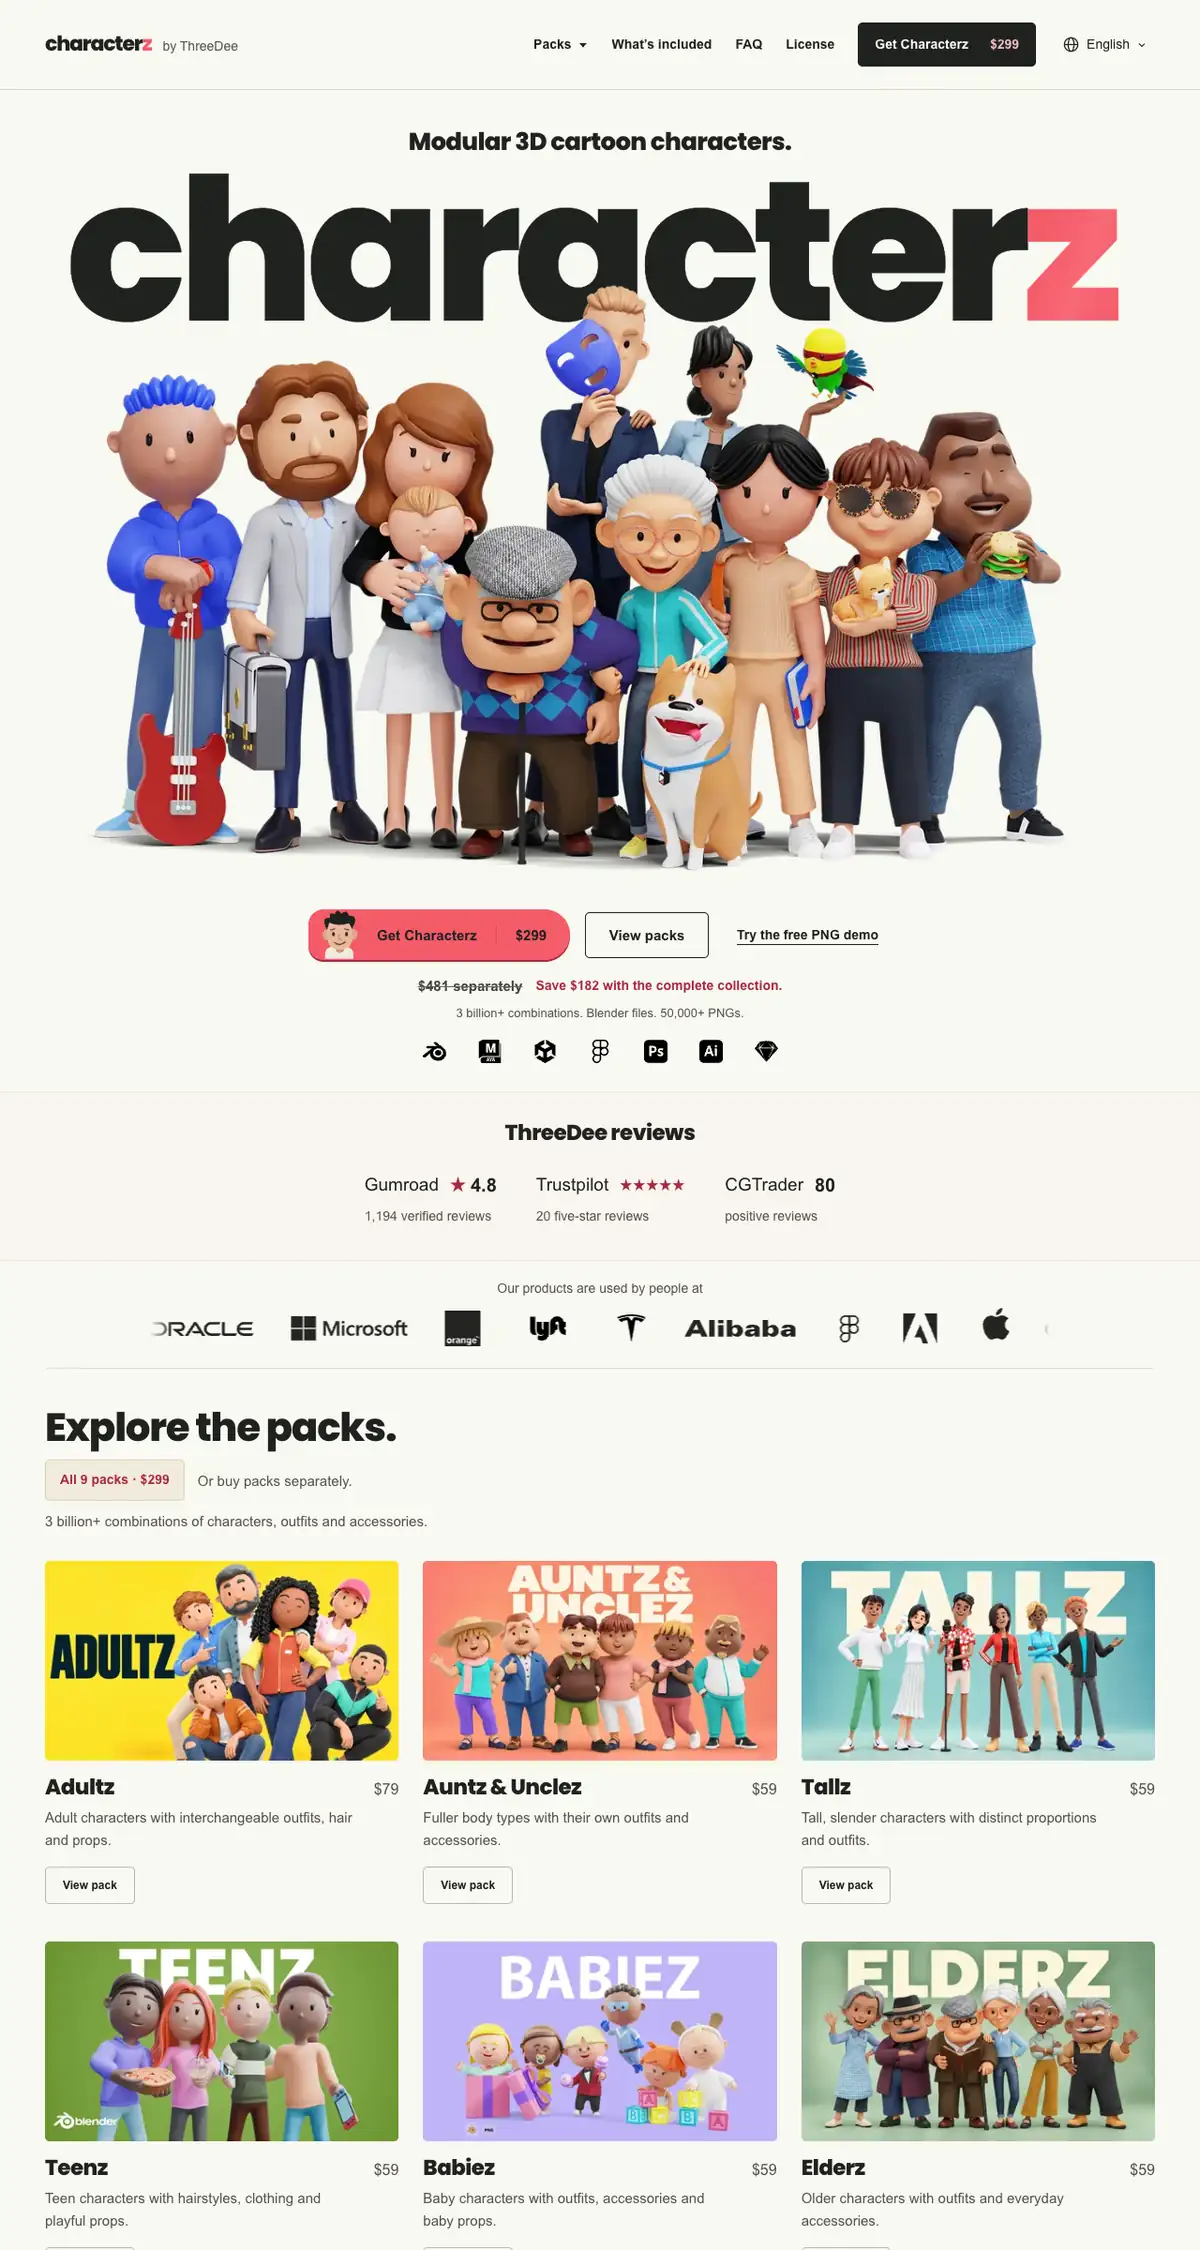 characterz by ThreeDee
Packs
What's included
FAQ
License
Get Characterz $299
English
Modular 3D cartoon characters.
characterz
Get Characterz $299
View packs
Try the free PNG demo
$481 separately Save $182 with the complete collection.
3 billion+ combinations. Blender files. 50,000+ PNGs.
M
Ps
Ai
ThreeDee reviews
Gumroad ★ 4.8
Trustpilot ★★★★★
CGTrader 80
1,194 verified reviews
20 five-star reviews
positive reviews
Our products are used by people at
ORACLE
Microsoft
orange
lyft
Alibaba
Explore the packs.
All 9 packs · $299
Or buy packs separately.
3 billion+ combinations of characters, outfits and accessories.
ADULTZ
AUNTZ &
UNCLEZ
TALLZ
Adultz $79
Adult characters with interchangeable outfits, hair
and props.
View pack
Auntz & Unclez $59
Fuller body types with their own outfits and
accessories.
View pack
Tallz $59
Tall, slender characters with distinct proportions
and outfits.
View pack
TEENZ
blender
BABIEZ
PNG
ELDERZ
Teenz $59
Teen characters with hairstyles, clothing and
playful props.
Babiez $59
Baby characters with outfits, accessories and
baby props.
Elderz $59
Older characters with outfits and everyday
accessories.